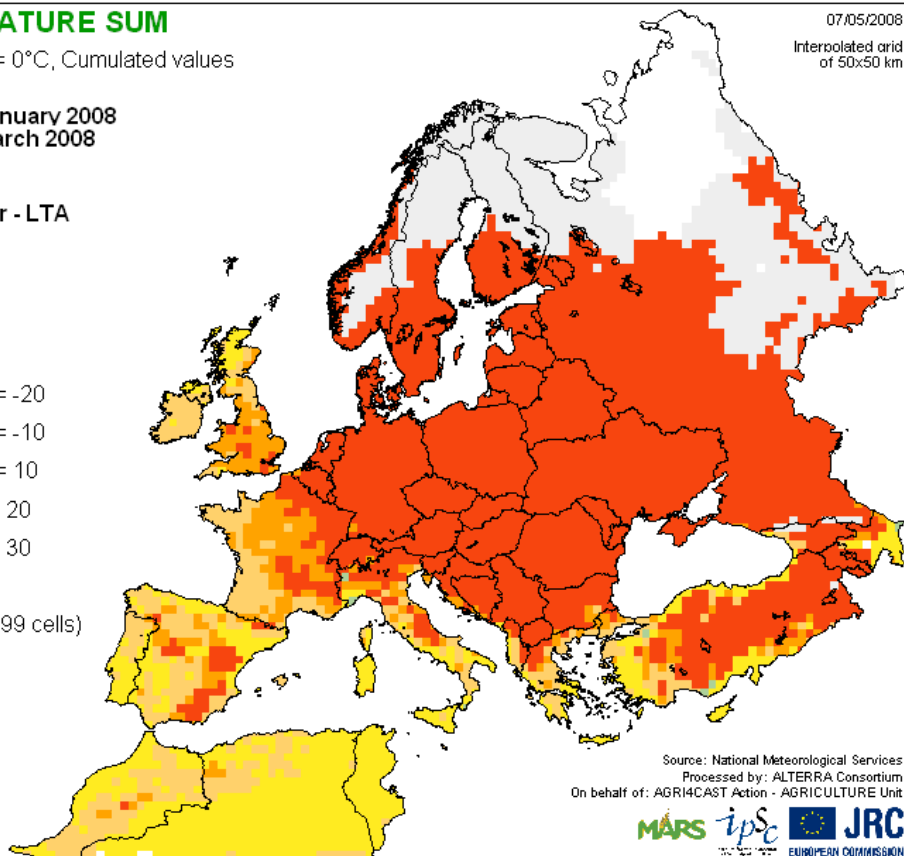 ATURE SUM
= 0°C, Cumulated values
nuary 2008
arch 2008
r - LTA
= -20
= -10
= 10
20
30
99 cells)
07/05/2008
Interpolated grid
of 50x50 km
Source: National Meteorological Services
Processed by: ALTERRA Consortium
On behalf of: AGRI4CAST Action - AGRICULTURE Unit
MARS ipSc JRC
EUROPEAN COMMISSION